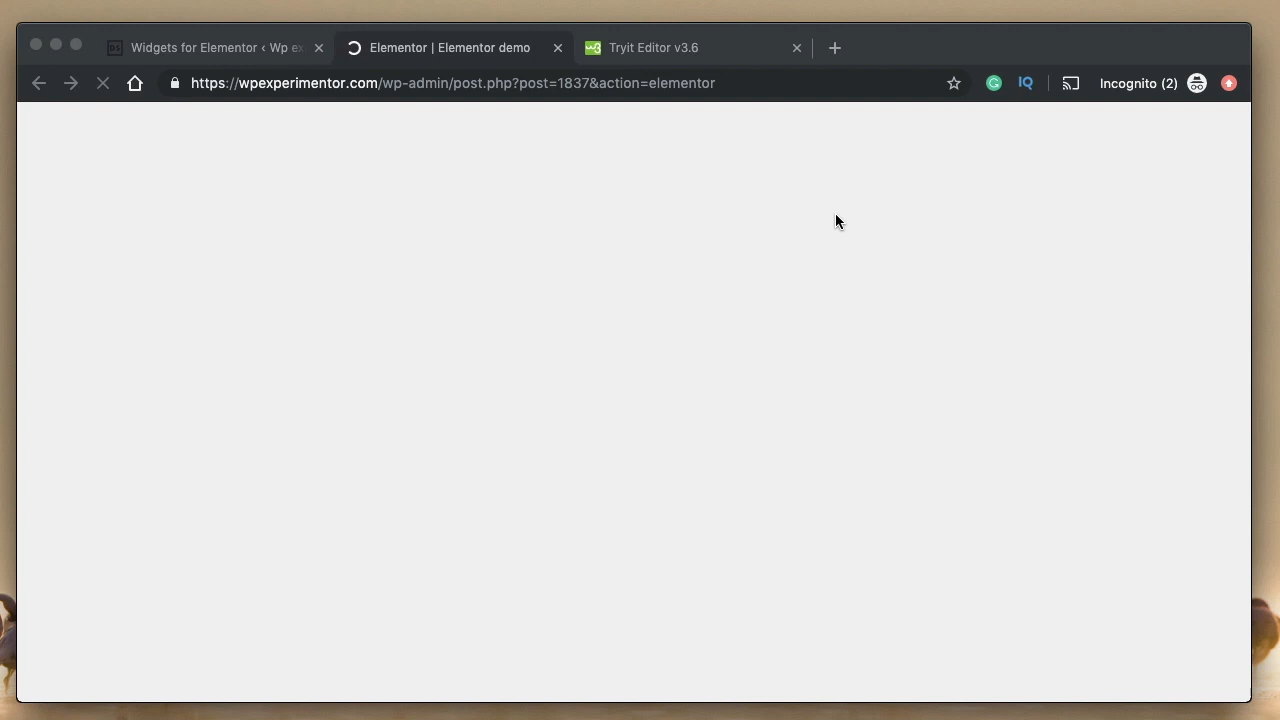 Widgets for Elementor ‹ Wp ex
Elementor | Elementor demo
Tryit Editor v3.6
https://wpexperimentor.com/wp-admin/post.php?post=1837&action=elementor
IQ
Incognito (2)